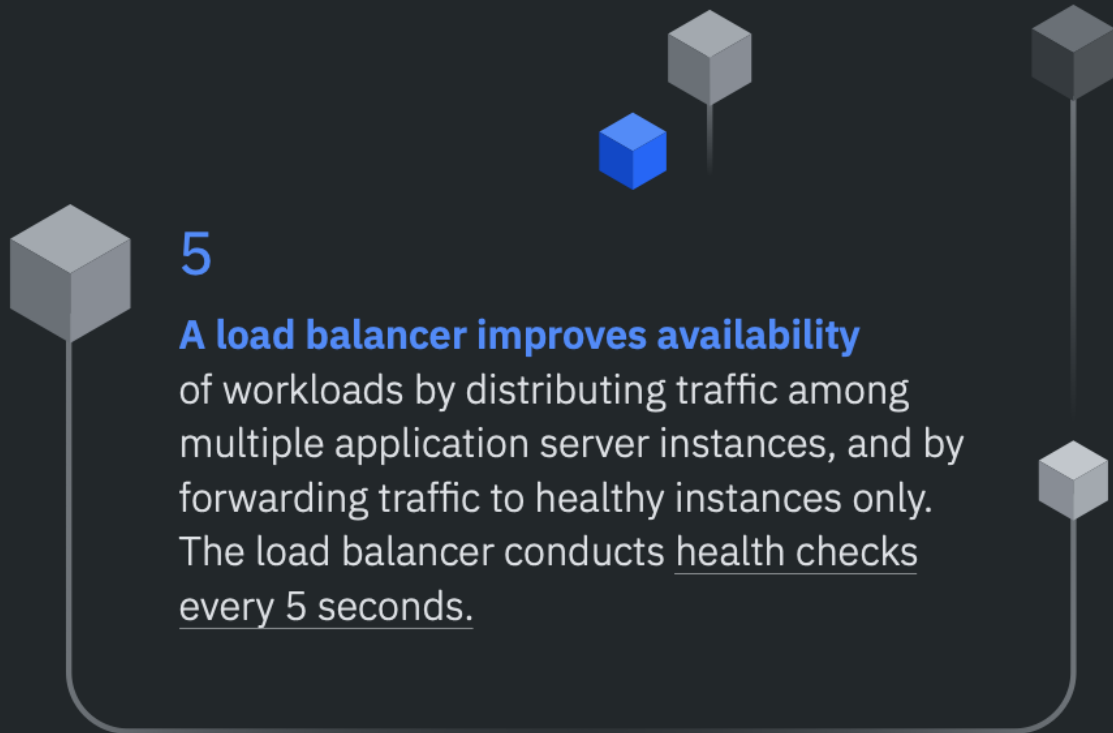 5
A load balancer improves availability
of workloads by distributing traffic among
multiple application server instances, and by
forwarding traffic to healthy instances only.
The load balancer conducts health checks
every 5 seconds.